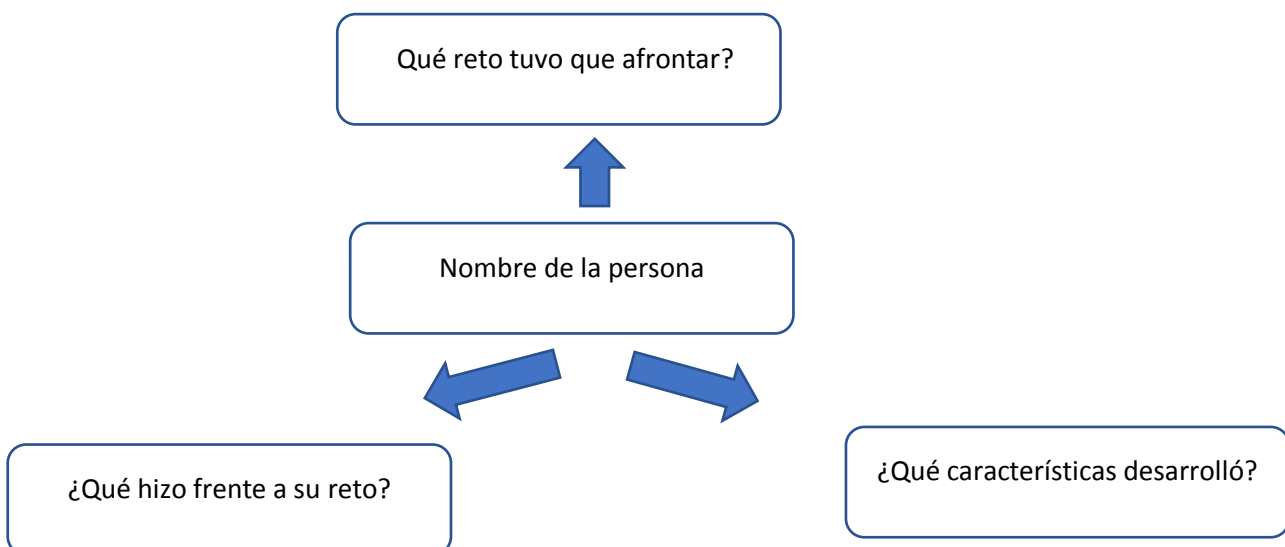 Qué reto tuvo que afrontar?
Nombre de la persona
¿Qué hizo frente a su reto?
¿Qué características desarrolló?